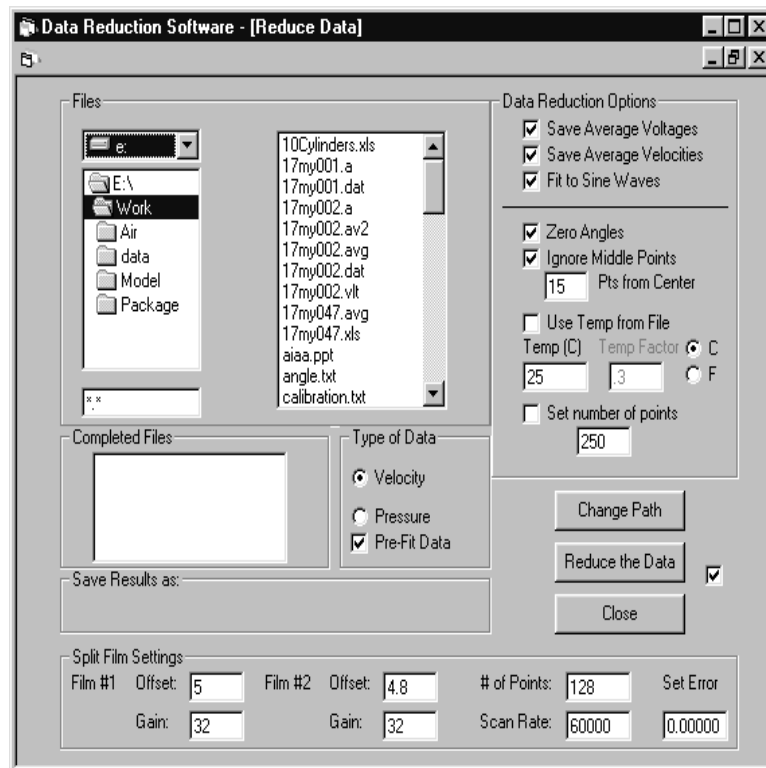 Data Reduction Software - [Reduce Data]
Files
e:
E:\
Work
Air
data
Model
Package
*.*
10Cylinders.xls
17my001.a
17my001.dat
17my002.a
17my002.av2
17my002.avg
17my002.dat
17my002.vlt
17my047.avg
17my047.xls
aiaa.ppt
angle.txt
calibration.txt
Data Reduction Options
Save Average Voltages
Save Average Velocities
Fit to Sine Waves
Zero Angles
Ignore Middle Points
15 Pts from Center
Use Temp from File
Temp (C) Temp Factor C
25 .3 F
Set number of points
250
Completed Files
Type of Data
Velocity
Pressure
Pre-Fit Data
Change Path
Reduce the Data
Close
Save Results as:
Split Film Settings
Film #1 Offset: 5 Film #2 Offset: 4.8 # of Points: 128 Set Error
Gain: 32 Gain: 32 Scan Rate: 60000 0.00000